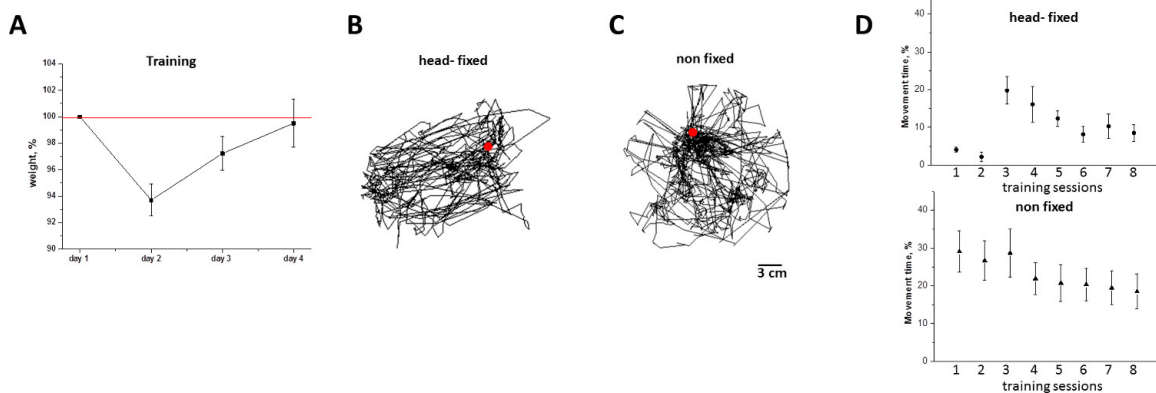 A
Training
104
102
100
98
96
94
92
90
weight, %
day 1 day 2 day 3 day 4
B
head- fixed
C
non fixed
3 cm
D
head- fixed
40
30
20
10
0
Movement time, %
1 2 3 4 5 6 7 8
training sessions
non fixed
40
30
20
10
0
Movement time, %
1 2 3 4 5 6 7 8
training sessions